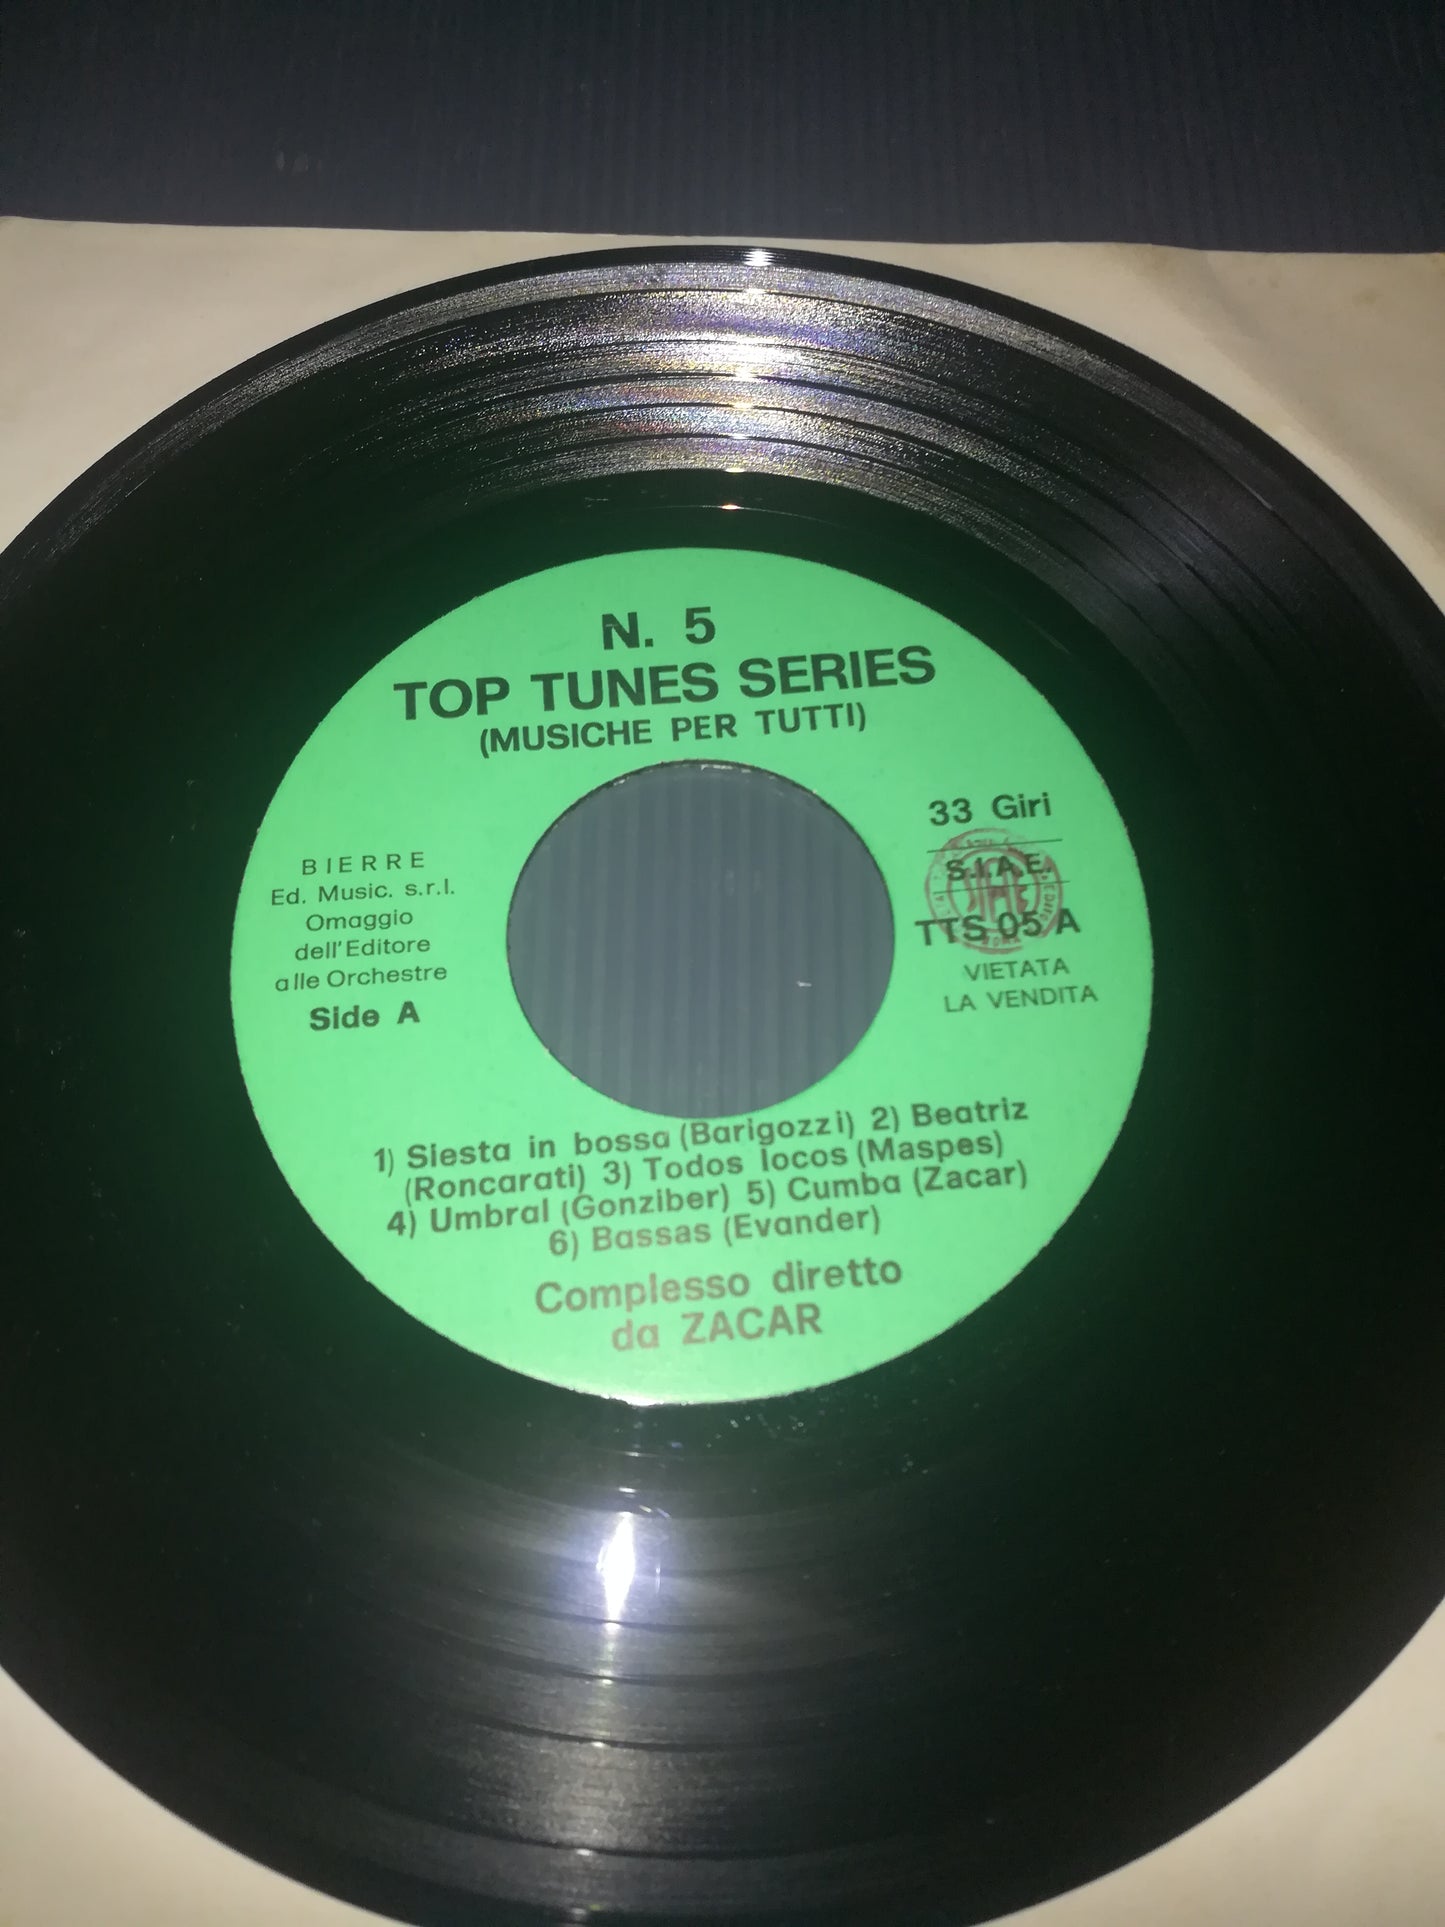 N. 5
TOP TUNES SERIES
(MUSICHE PER TUTTI)
BIERRE
Ed. Music. s.r.l.
Omaggio
dell'Editore
alle Orchestre
Side A
33 Giri
S.I.A.E.
TTS 05 A
VIETATA
LA VENDITA
1) Siesta in bossa (Barigozzi) 2) Beatriz
(Roncarati) 3) Todos locos (Maspes)
4) Umbral (Gonziber) 5) Cumba (Zacar)
6) Bassas (Evander)
Complesso diretto
da ZACAR